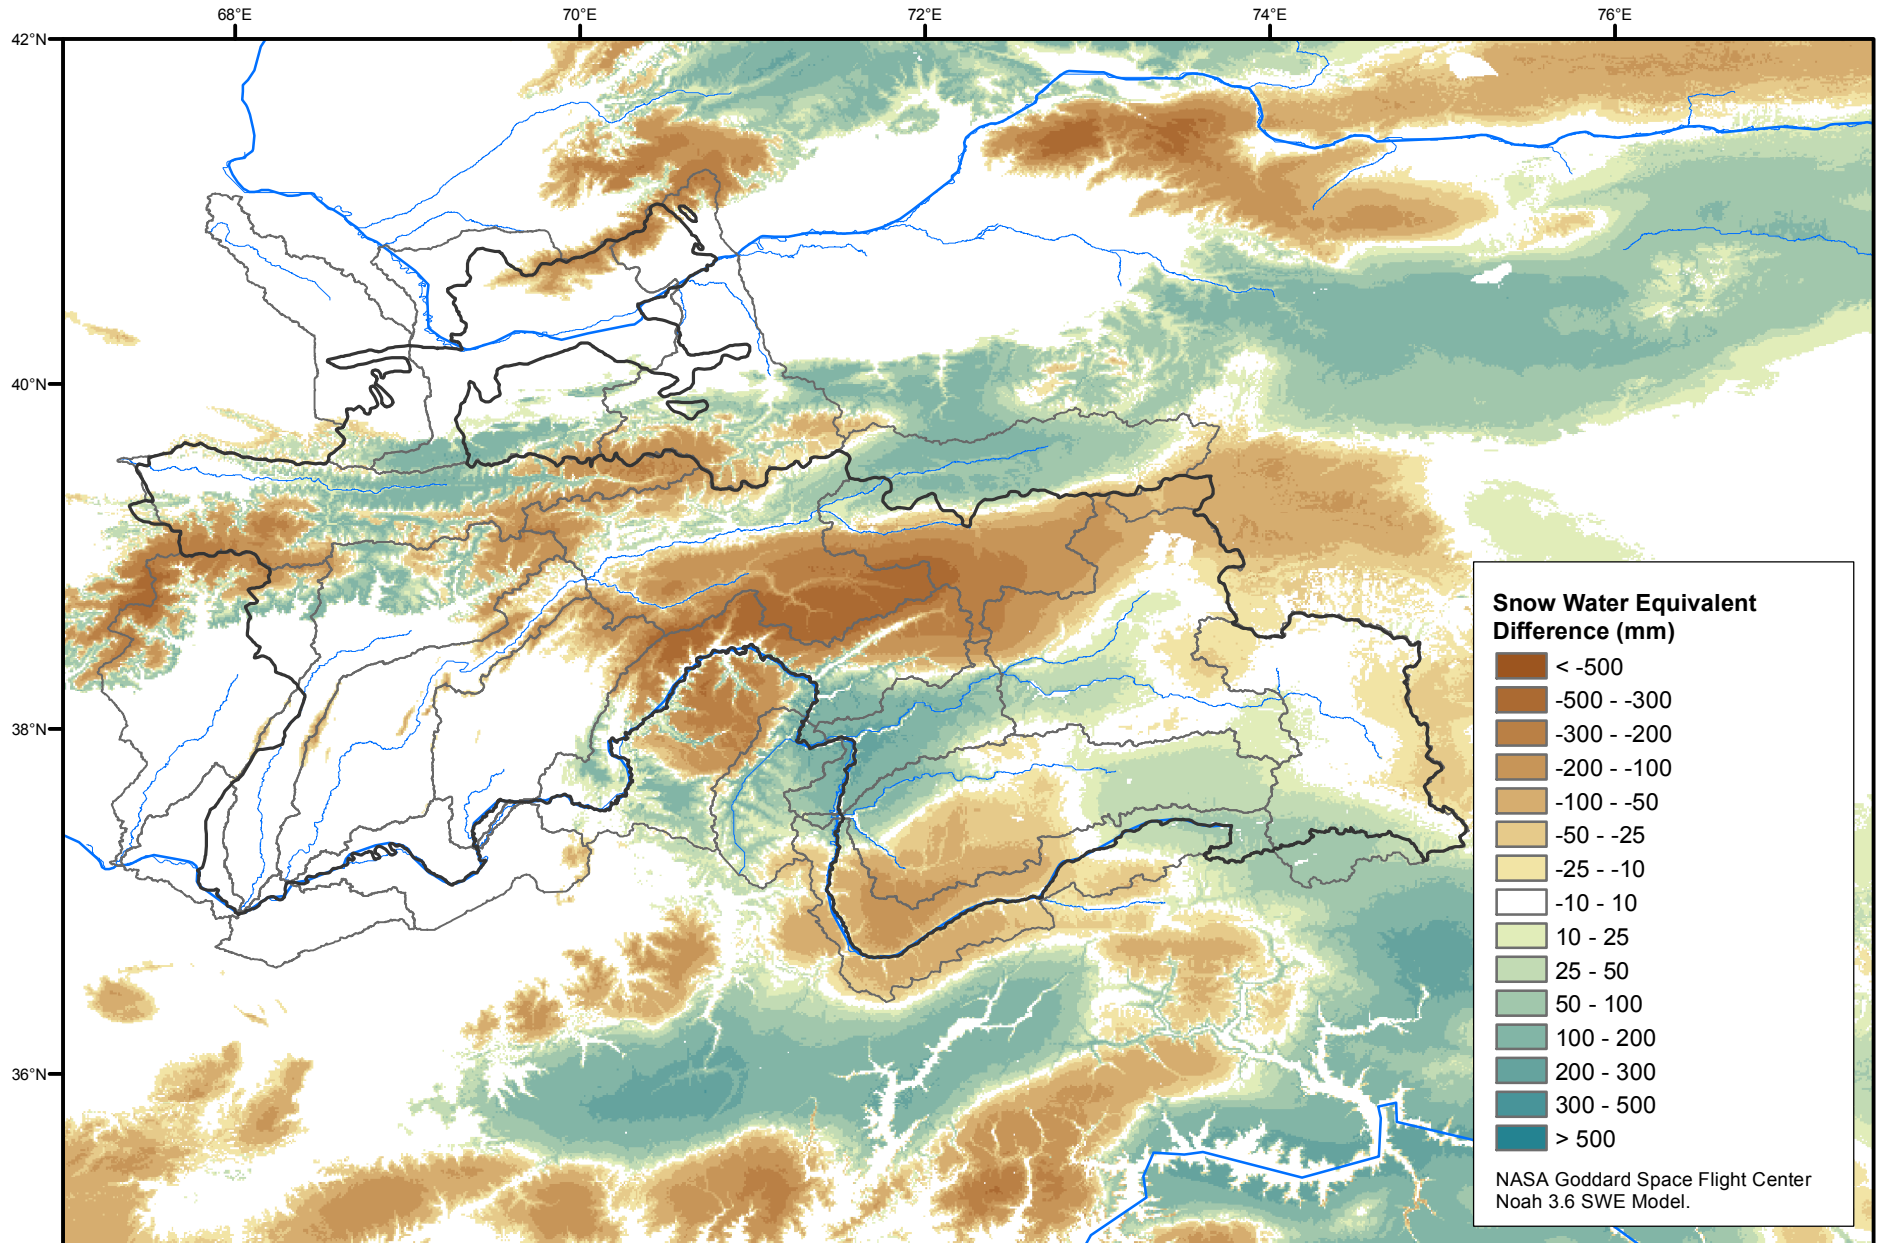 68°E
70°E
72°E
74°E
76°E
42°N
40°N
38°N
36°N
Snow Water Equivalent
Difference (mm)
< -500
-500 - -300
-300 - -200
-200 - -100
-100 - -50
-50 - -25
-25 - -10
-10 - 10
10 - 25
25 - 50
50 - 100
100 - 200
200 - 300
300 - 500
> 500
NASA Goddard Space Flight Center
Noah 3.6 SWE Model.